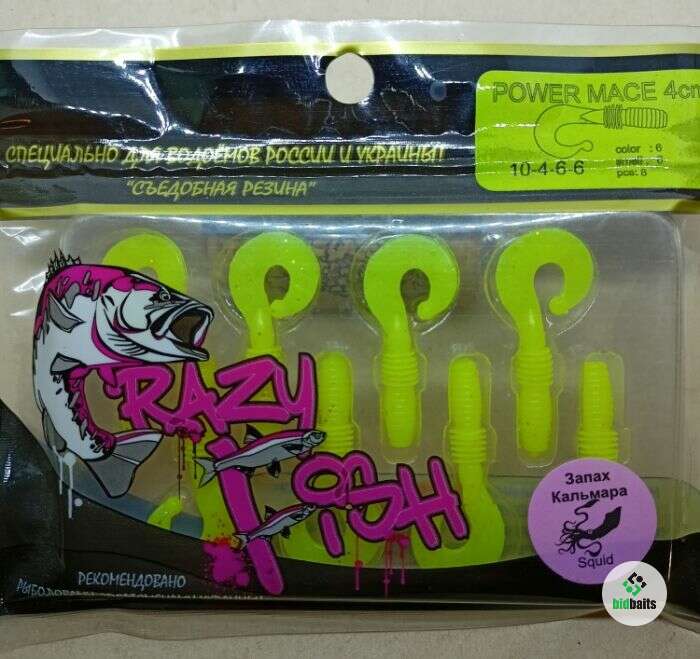 POWER MACE 4cm
color : 6
10-4-6-6
pcs: 8
СПЕЦИАЛЬНО ДЛЯ ВОДОЁМОВ РОССИИ И УКРАИНЫ!
"СЪЕДОБНАЯ РЕЗИНА"
CRAZY
FISH
Запах
Кальмара
Squid
РЕКОМЕНДОВАНО
bidbaits